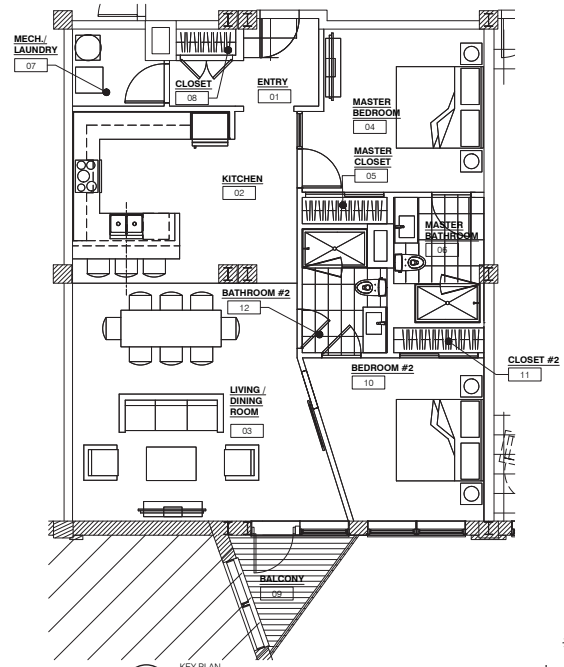 MECH./
LAUNDRY
07
CLOSET
08
ENTRY
01
MASTER
BEDROOM
04
MASTER
CLOSET
05
KITCHEN
02
MASTER
BATHROOM
06
BATHROOM #2
12
CLOSET #2
11
BEDROOM #2
10
LIVING /
DINING
ROOM
03
BALCONY
09
KEY PLAN